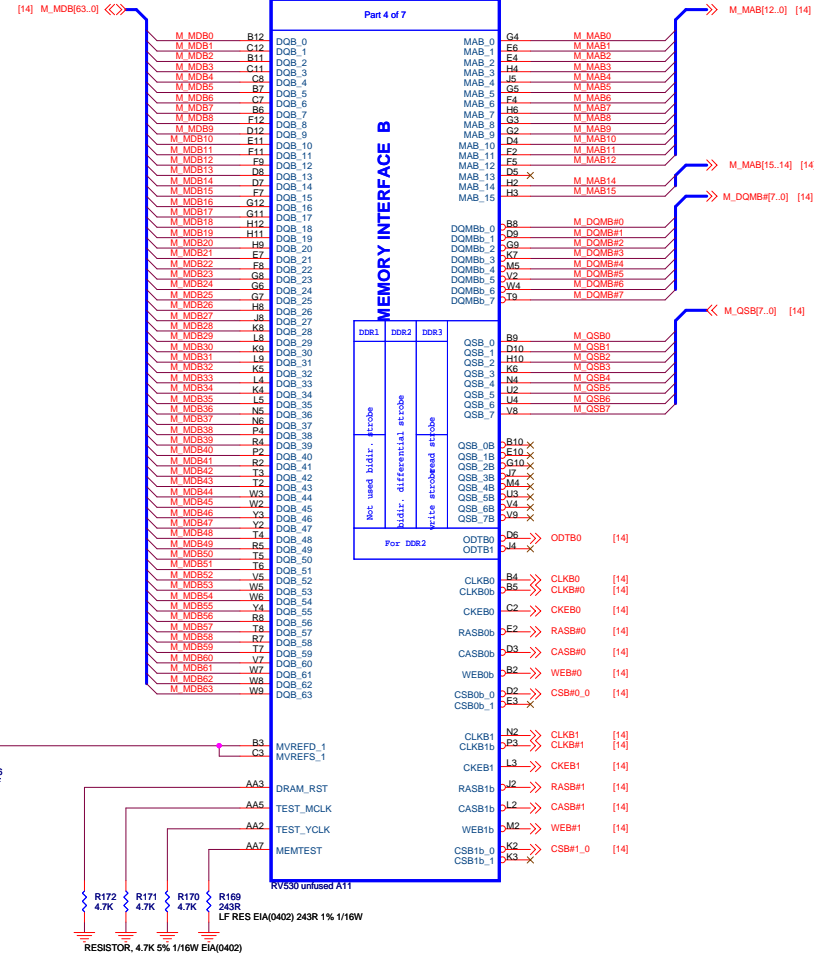 [14] M_MDB[63..0]
Part 4 of 7
M_MAB[12..0] [14]
M_MDB0 B12 DQB_0
M_MDB1 C12 DQB_1
M_MDB2 B11 DQB_2
M_MDB3 C11 DQB_3
M_MDB4 C8 DQB_4
M_MDB5 B7 DQB_5
M_MDB6 C7 DQB_6
M_MDB7 B6 DQB_7
M_MDB8 F12 DQB_8
M_MDB9 D12 DQB_9
M_MDB10 E11 DQB_10
M_MDB11 F11 DQB_11
M_MDB12 F9 DQB_12
M_MDB13 D8 DQB_13
M_MDB14 D7 DQB_14
M_MDB15 F7 DQB_15
M_MDB16 G12 DQB_16
M_MDB17 G11 DQB_17
M_MDB18 H12 DQB_18
M_MDB19 H11 DQB_19
M_MDB20 H9 DQB_20
M_MDB21 E7 DQB_21
M_MDB22 F8 DQB_22
M_MDB23 G8 DQB_23
M_MDB24 G6 DQB_24
M_MDB25 G7 DQB_25
M_MDB26 H8 DQB_26
M_MDB27 J8 DQB_27
M_MDB28 K8 DQB_28
M_MDB29 L8 DQB_29
M_MDB30 K9 DQB_30
M_MDB31 L9 DQB_31
M_MDB32 K5 DQB_32
M_MDB33 L4 DQB_33
M_MDB34 K4 DQB_34
M_MDB35 L5 DQB_35
M_MDB36 N5 DQB_36
M_MDB37 N6 DQB_37
M_MDB38 P4 DQB_38
M_MDB39 R4 DQB_39
M_MDB40 P2 DQB_40
M_MDB41 R2 DQB_41
M_MDB42 T3 DQB_42
M_MDB43 T2 DQB_43
M_MDB44 W3 DQB_44
M_MDB45 W2 DQB_45
M_MDB46 Y3 DQB_46
M_MDB47 Y2 DQB_47
M_MDB48 T4 DQB_48
M_MDB49 R5 DQB_49
M_MDB50 T5 DQB_50
M_MDB51 T6 DQB_51
M_MDB52 V5 DQB_52
M_MDB53 W5 DQB_53
M_MDB54 W6 DQB_54
M_MDB55 Y4 DQB_55
M_MDB56 R8 DQB_56
M_MDB57 T8 DQB_57
M_MDB58 R7 DQB_58
M_MDB59 T7 DQB_59
M_MDB60 V7 DQB_60
M_MDB61 W7 DQB_61
M_MDB62 W8 DQB_62
M_MDB63 W9 DQB_63
B3 MVREFD_1
C3 MVREFS_1
AA3 DRAM_RST
AA5 TEST_MCLK
AA2 TEST_YCLK
AA7 MEMTEST
MEMORY INTERFACE B
MAB_0 G4 M_MAB0
MAB_1 E6 M_MAB1
MAB_2 E4 M_MAB2
MAB_3 H4 M_MAB3
MAB_4 J5 M_MAB4
MAB_5 G5 M_MAB5
MAB_6 F4 M_MAB6
MAB_7 H6 M_MAB7
MAB_8 G3 M_MAB8
MAB_9 G2 M_MAB9
MAB_10 D4 M_MAB10
MAB_11 F2 M_MAB11
MAB_12 F5 M_MAB12
MAB_13 D5
MAB_14 H2 M_MAB14
MAB_15 H3 M_MAB15
M_MAB[15..14] [14
M_DQMB#[7..0] [14]
DQMBb_0 B8 M_DQMB#0
DQMBb_1 D9 M_DQMB#1
DQMBb_2 G9 M_DQMB#2
DQMBb_3 K7 M_DQMB#3
DQMBb_4 M5 M_DQMB#4
DQMBb_5 V2 M_DQMB#5
DQMBb_6 W4 M_DQMB#6
DQMBb_7 T9 M_DQMB#7
M_QSB[7..0] [14]
DDR1 DDR2 DDR3
Not used bidir. strobe
bidir. differential strobe
write strobe
read strobe
For DDR2
QSB_0 B9 M_QSB0
QSB_1 D10 M_QSB1
QSB_2 H10 M_QSB2
QSB_3 K6 M_QSB3
QSB_4 N4 M_QSB4
QSB_5 U2 M_QSB5
QSB_6 U4 M_QSB6
QSB_7 V8 M_QSB7
QSB_0B B10
QSB_1B E10
QSB_2B G10
QSB_3B J7
QSB_4B M4
QSB_5B U3
QSB_6B V4
QSB_7B V9
ODTB0 D6 ODTB0 [14]
ODTB1 J4
CLKB0 B4 CLKB0 [14]
CLKB0b B5 CLKB#0 [14]
CKEB0 C2 CKEB0 [14]
RASB0b E2 RASB#0 [14]
CASB0b D3 CASB#0 [14]
WEB0b B2 WEB#0 [14]
CSB0b_0 D2 CSB#0_0 [14]
CSB0b_1 E3
CLKB1 N2 CLKB1 [14]
CLKB1b P3 CLKB#1 [14]
CKEB1 L3 CKEB1 [14]
RASB1b J2 RASB#1 [14]
CASB1b L2 CASB#1 [14]
WEB1b M2 WEB#1 [14]
CSB1b_0 K2 CSB#1_0 [14]
CSB1b_1 K3
RV530 unfused A11
R172 R171 R170 R169
4.7K 4.7K 4.7K 243R
LF RES EIA(0402) 243R 1% 1/16W
RESISTOR, 4.7K 5% 1/16W EIA(0402)